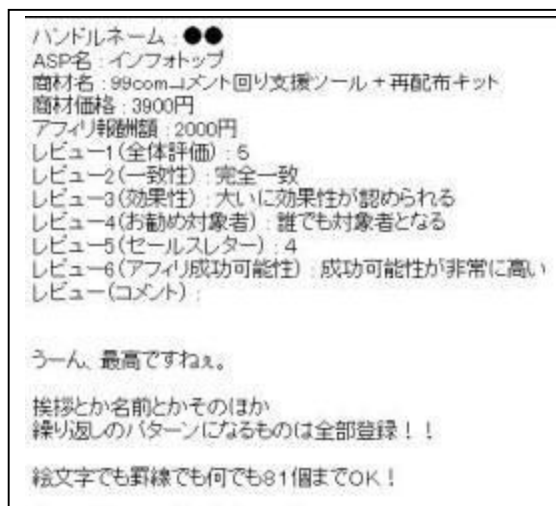 ハンドルネーム：●●
ASP名：インフォトップ
商材名：99comコメント回り支援ツール＋再配布キット
商材価格：3900円
アフィリ報酬額：2000円
レビュー1(全体評価)：5
レビュー2(一致性)：完全一致
レビュー3(効果性)：大いに効果性が認められる
レビュー4(お勧め対象者)：誰でも対象者となる
レビュー5(セールスレター)：4
レビュー6(アフィリ成功可能性)：成功可能性が非常に高い
レビュー(コメント)：
うーん、最高ですねぇ。
挨拶とか名前とかそのほか
繰り返しのパターンになるものは全部登録！！
絵文字でも罫線でも何でも81個までOK！